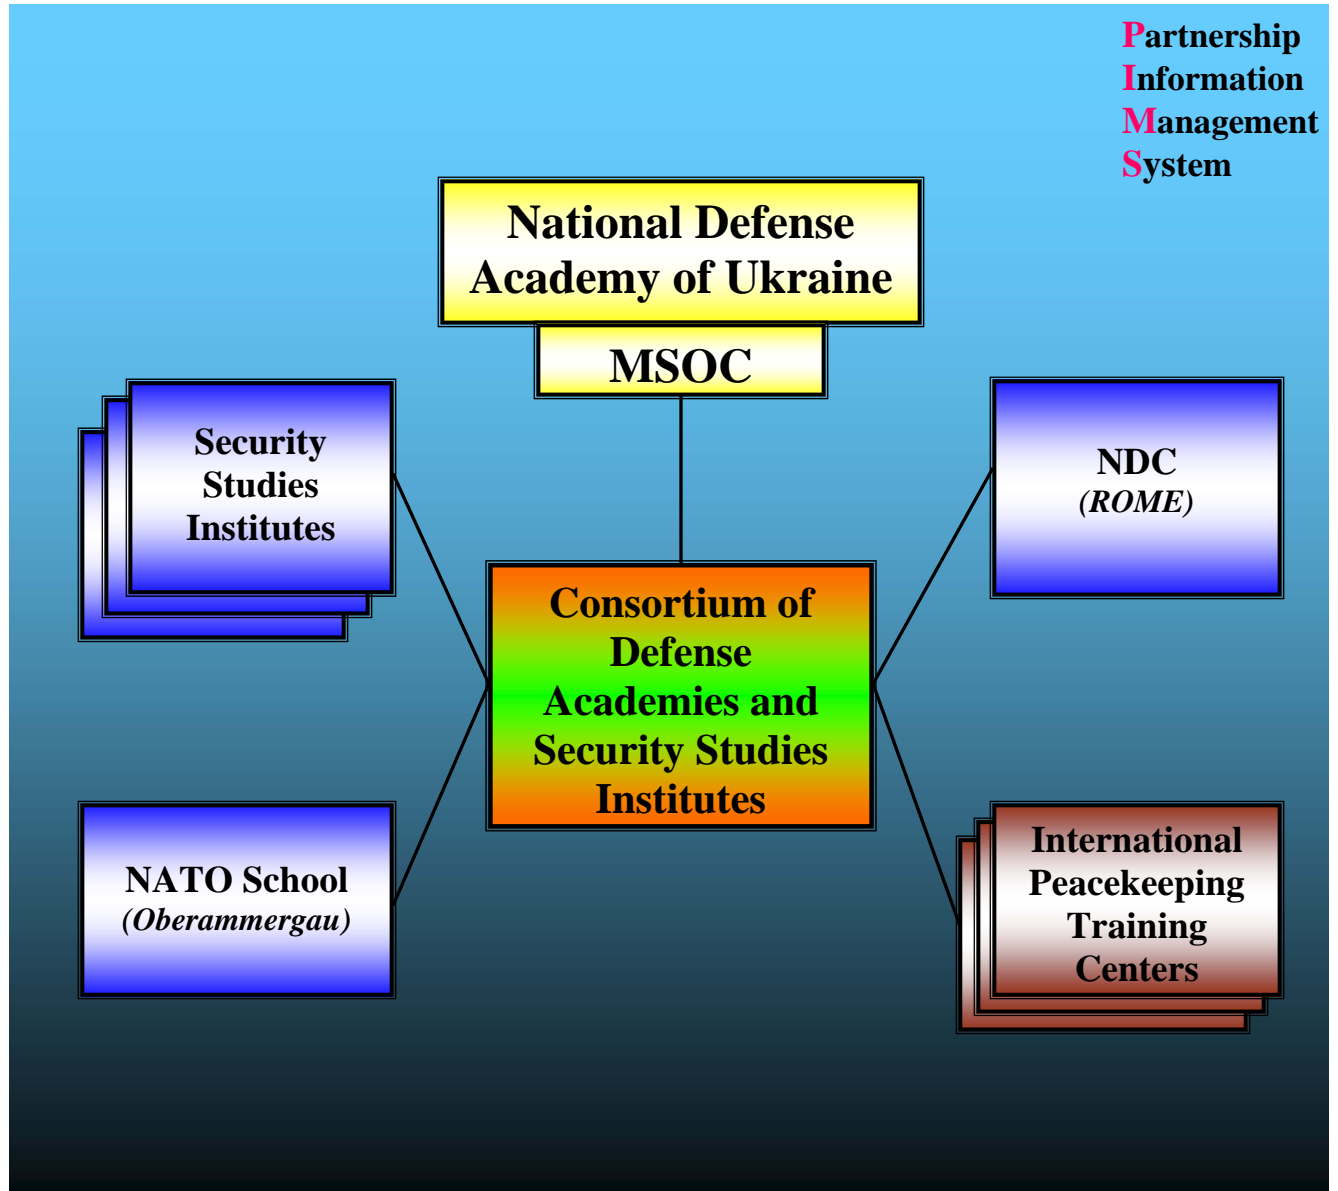 Partnership
Information
Management
System
National Defense
Academy of Ukraine
MSOC
Security
Studies
Institutes
NDC
(ROME)
Consortium of
Defense
Academies and
Security Studies
Institutes
NATO School
(Oberammergau)
International
Peacekeeping
Training
Centers